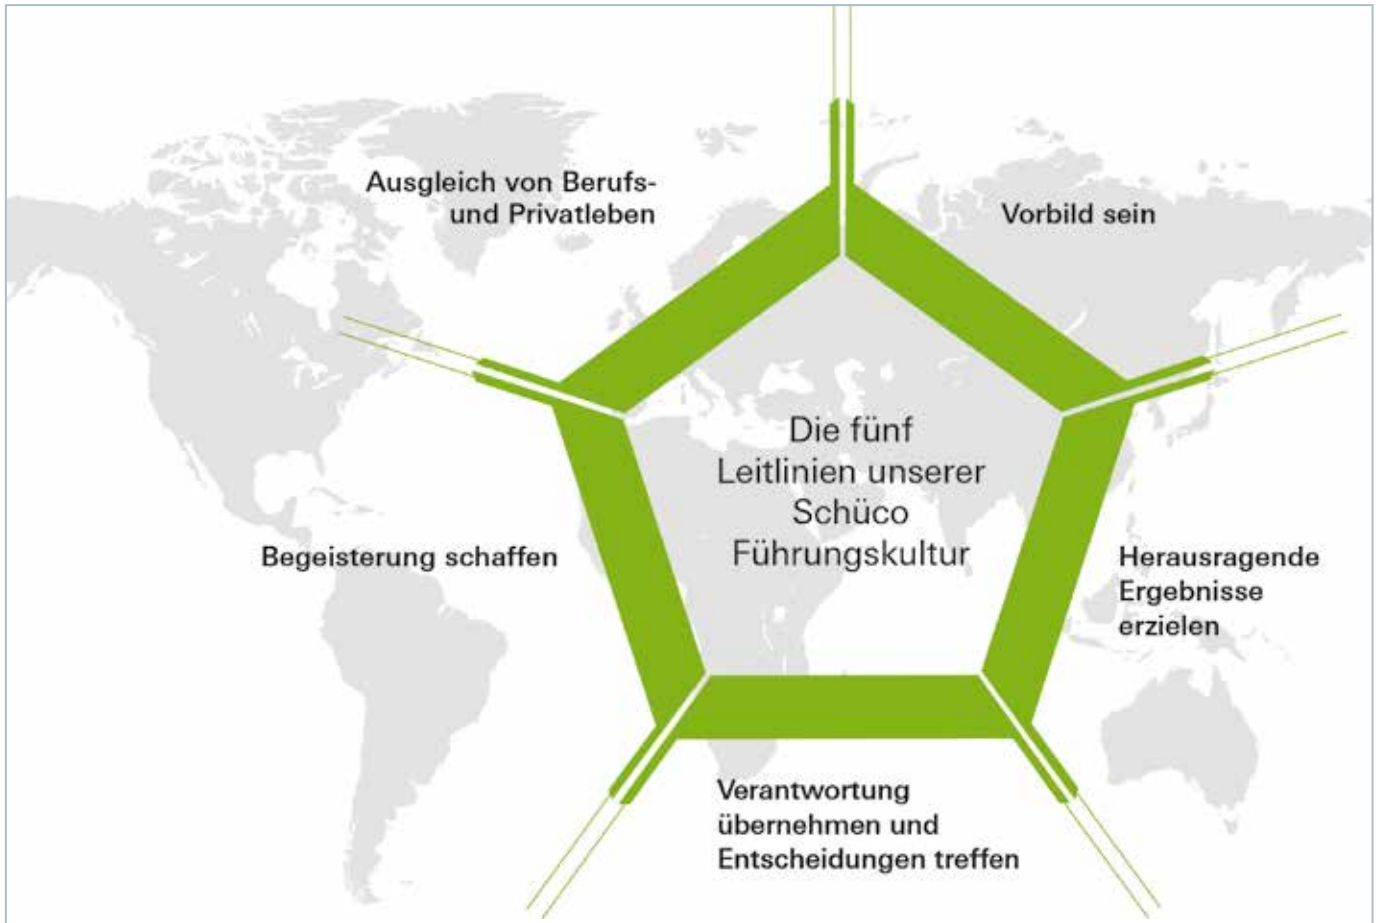 Ausgleich von Berufs-
und Privatleben
Vorbild sein
Die fünf
Leitlinien unserer
Schüco
Führungskultur
Begeisterung schaffen
Herausragende
Ergebnisse
erzielen
Verantwortung
übernehmen und
Entscheidungen treffen